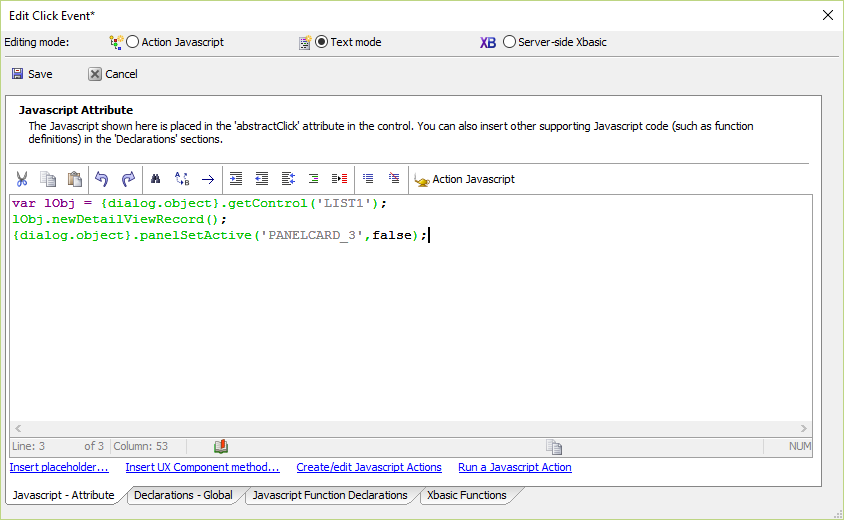 Edit Click Event*
Editing mode: Action Javascript Text mode XB Server-side Xbasic
Save Cancel
Javascript Attribute
The Javascript shown here is placed in the 'abstractClick' attribute in the control. You can also insert other supporting Javascript code (such as function
definitions) in the 'Declarations' sections.
Action Javascript
var lObj = {dialog.object}.getControl('LIST1');
lObj.newDetailViewRecord();
{dialog.object}.panelSetActive('PANELCARD_3',false);
Line: 3 of 3 Column: 53 NUM
Insert placeholder... Insert UX Component method... Create/edit Javascript Actions Run a Javascript Action
Javascript - Attribute Declarations - Global Javascript Function Declarations Xbasic Functions